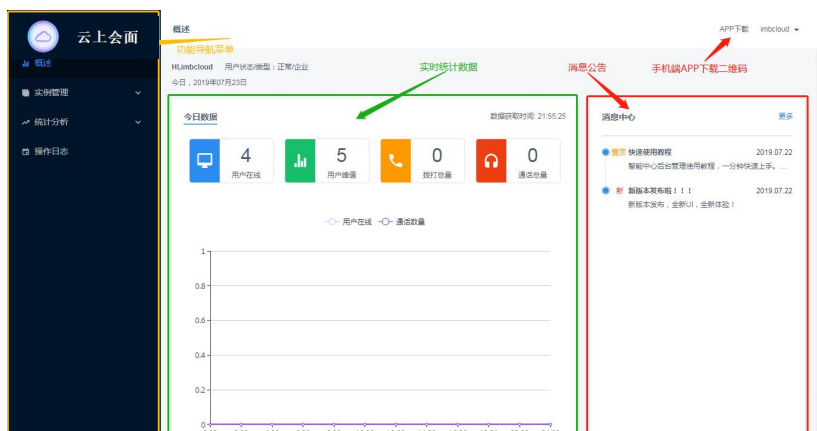 云上会面
概述
APP下载 imbcloud
功能导航菜单
概述
HI,imbcloud 用户状态/类型：正常/企业
实时统计数据
消息公告
手机端APP下载二维码
今日，2019年07月23日
实例管理
统计分析
操作日志
今日数据
数据获取时间: 21:55:25
4
用户在线
5
用户峰值
0
拨打总量
0
通话总量
用户在线 通话数量
1
0.8
0.6
0.4
0.2
0
消息中心
更多
置顶 快速使用教程 2019.07.22
智能中心后台管理使用教程，一分钟快速上手。...
新 新版本发布啦！！！ 2019.07.22
新版本发布，全新UI，全新体验！